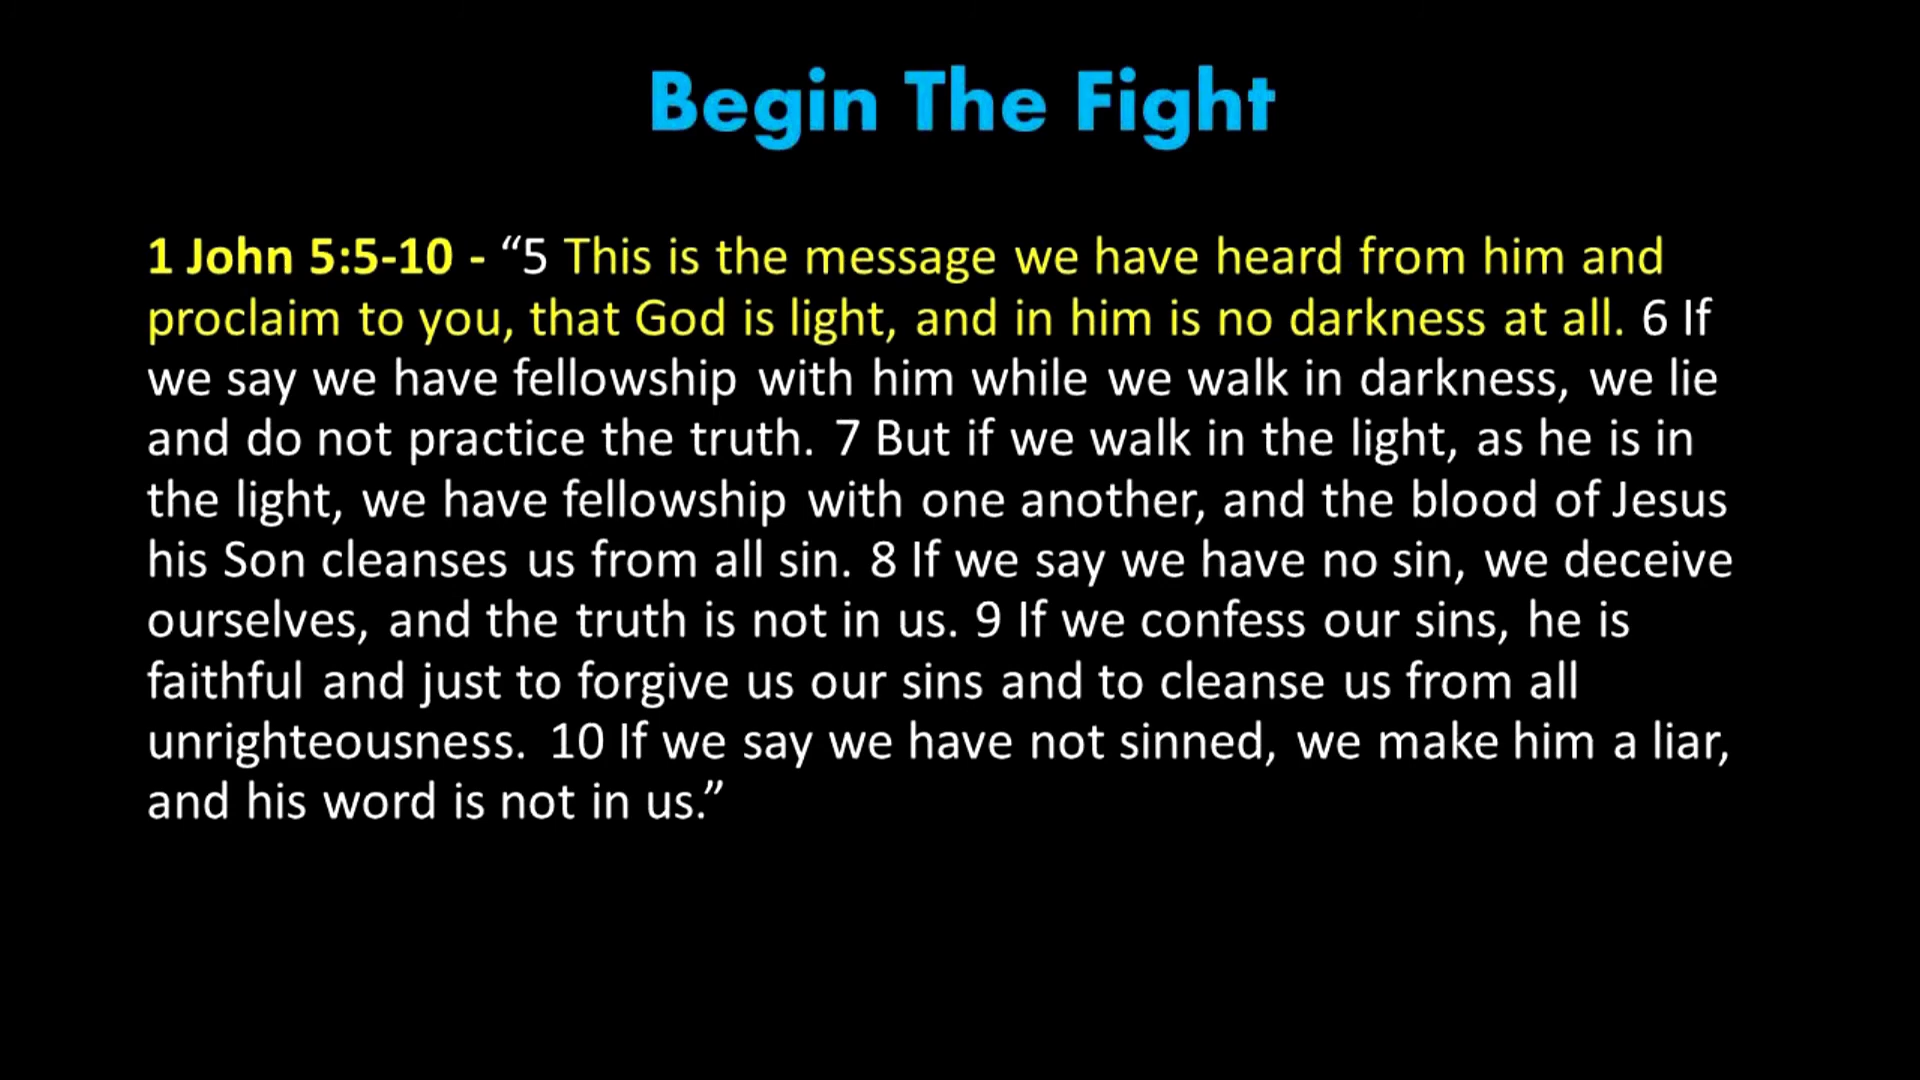 Begin The Fight
1 John 5:5-10 - “5 This is the message we have heard from him and
proclaim to you, that God is light, and in him is no darkness at all. 6 If
we say we have fellowship with him while we walk in darkness, we lie
and do not practice the truth. 7 But if we walk in the light, as he is in
the light, we have fellowship with one another, and the blood of Jesus
his Son cleanses us from all sin. 8 If we say we have no sin, we deceive
ourselves, and the truth is not in us. 9 If we confess our sins, he is
faithful and just to forgive us our sins and to cleanse us from all
unrighteousness. 10 If we say we have not sinned, we make him a liar,
and his word is not in us.”